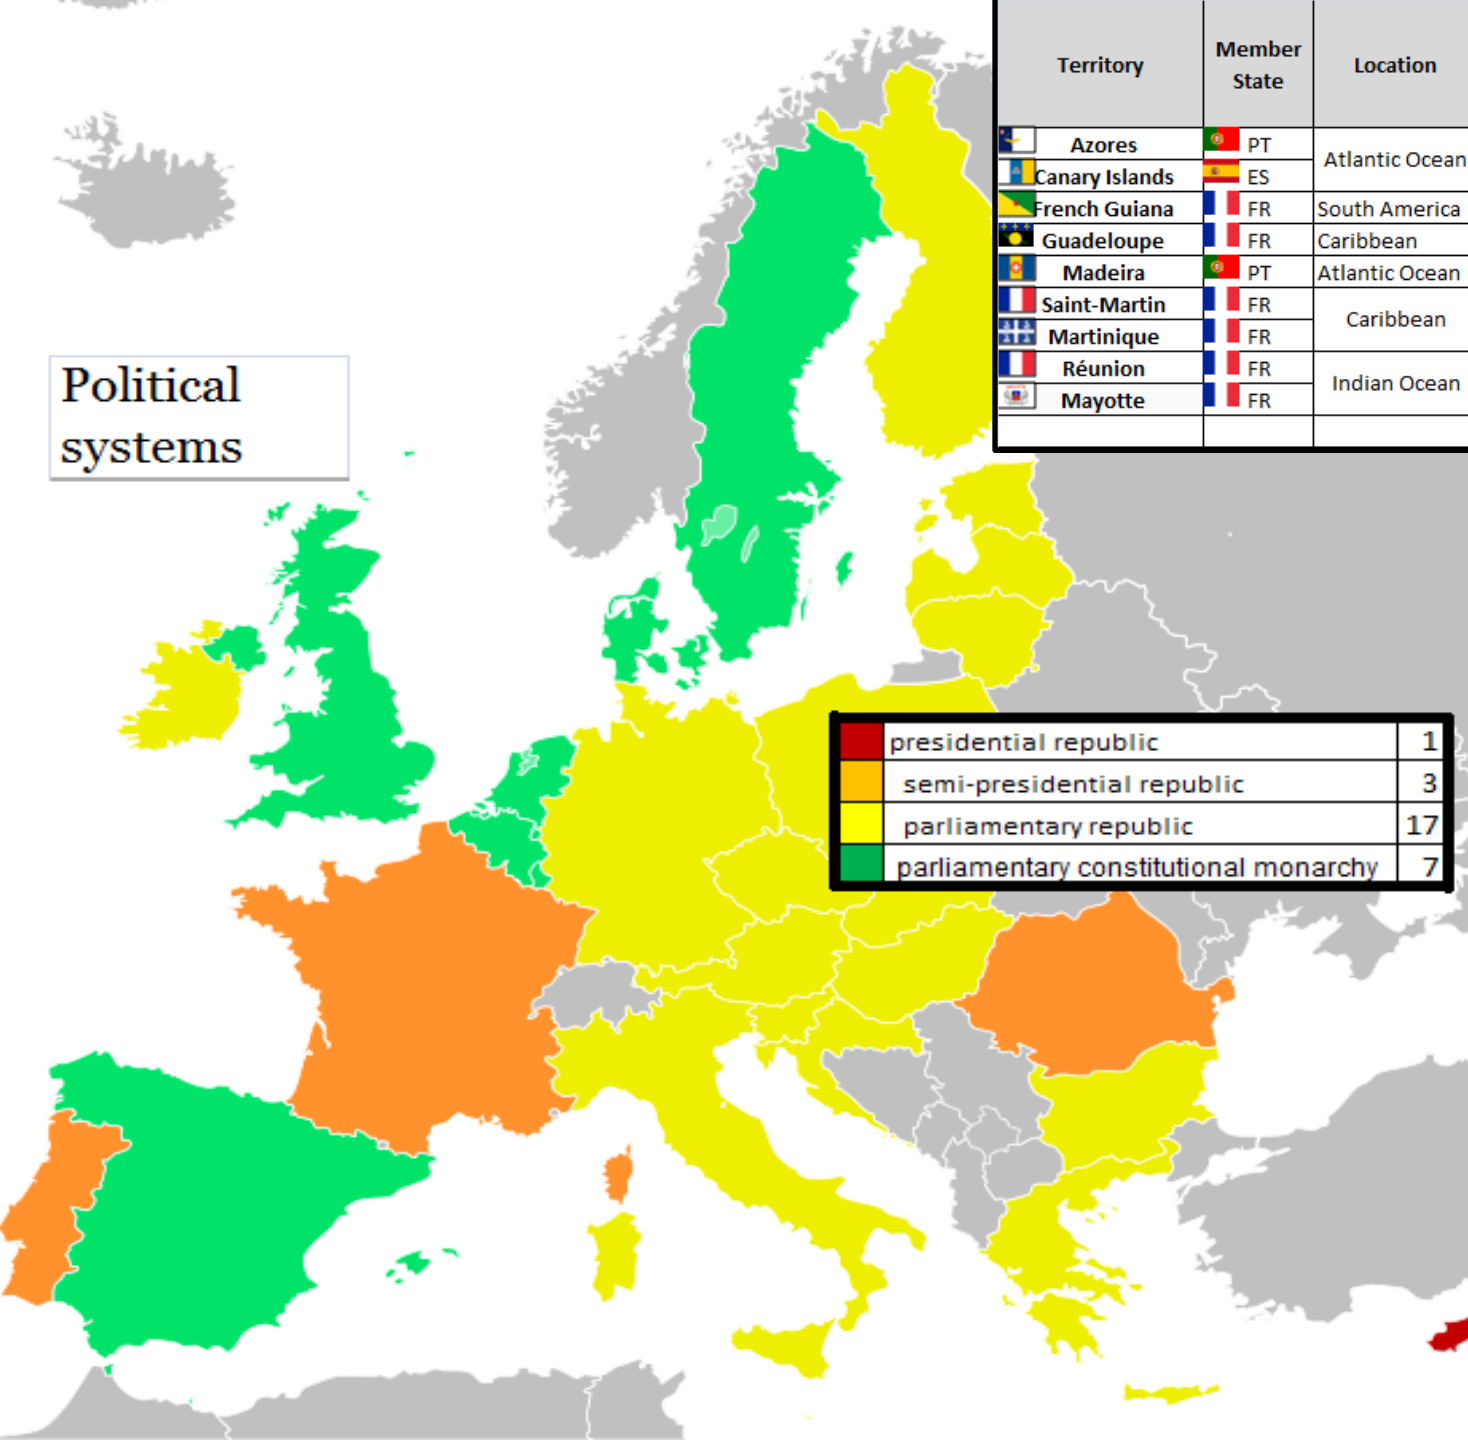 Territory
Member
State
Location
Azores PT Atlantic Ocean
Canary Islands ES
French Guiana FR South America
Guadeloupe FR Caribbean
Madeira PT Atlantic Ocean
Saint-Martin FR Caribbean
Martinique FR
Réunion FR Indian Ocean
Mayotte FR
Political
systems
presidential republic 1
semi-presidential republic 3
parliamentary republic 17
parliamentary constitutional monarchy 7